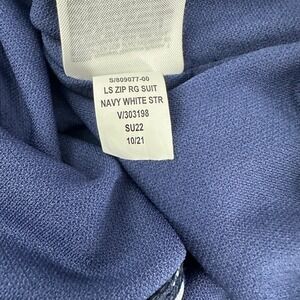 S/809077-00
LS ZIP RG SUIT
NAVY WHITE STR
V/303198
SU22
10/21